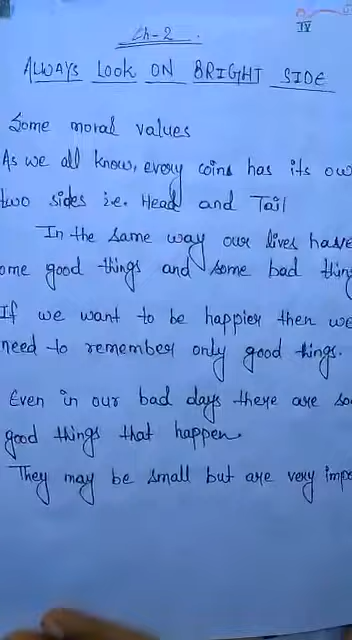 IV
Ch-2
ALWAYS LOOK ON BRIGHT SIDE
Some moral values
As we all know, every coins has its ow
two sides i.e. Head and Tail
In the same way our lives have
ome good things and some bad thing
If we want to be happier then we
need to remember only good things.
Even in our bad days there are so
good things that happen.
They may be small but are very impo